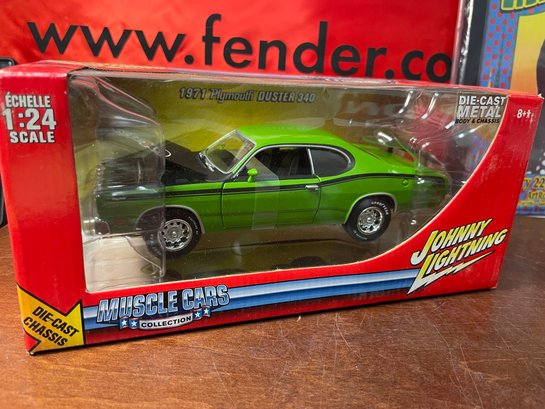 www.fender.co
ÉCHELLE
1:24
SCALE
1971 Plymouth DUSTER 340
DIE-CAST
METAL
BODY & CHASSIS
8+
JOHNNY
LIGHTNING
MUSCLE CARS
COLLECTION
DIE-CAST
CHASSIS